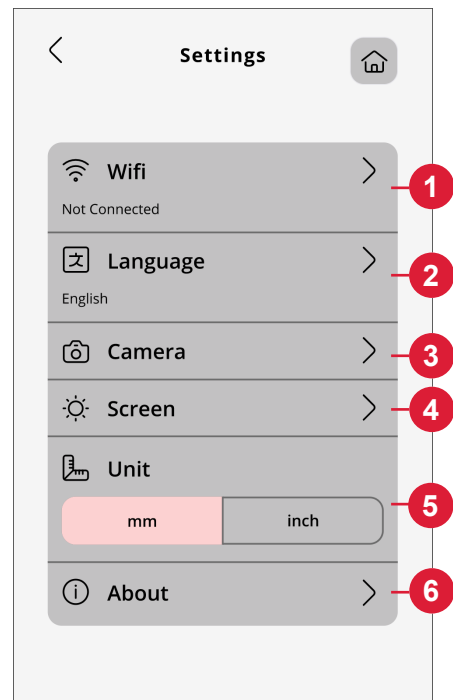 Settings
Wifi
1
Not Connected
Language
2
English
Camera
3
Screen
4
Unit
mm inch
5
About
6